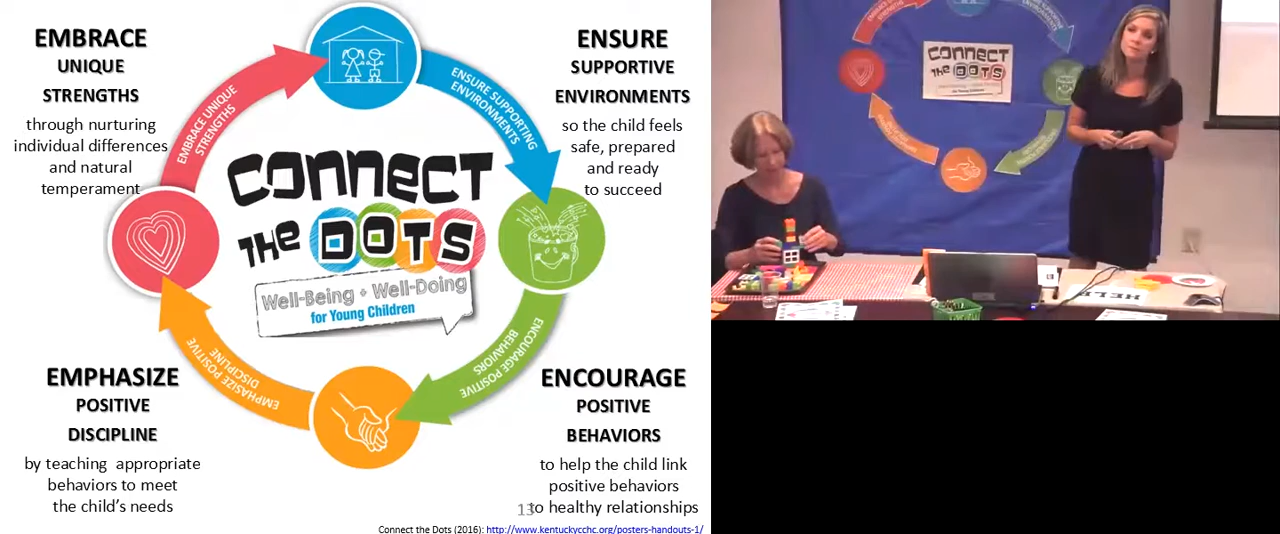 EMBRACE
UNIQUE
STRENGTHS
through nurturing
individual differences
and natural
temperament
ENSURE
SUPPORTIVE
ENVIRONMENTS
so the child feels
safe, prepared
and ready
to succeed
EMBRACE UNIQUE
STRENGTHS
ENSURE SUPPORTING
ENVIRONMENTS
CONNECT
THE DOTS
Well-Being + Well-Doing
for Young Children
EMPHASIZE POSITIVE
DISCIPLINE
ENCOURAGE POSITIVE
BEHAVIORS
EMPHASIZE
POSITIVE
DISCIPLINE
by teaching appropriate
behaviors to meet
the child's needs
ENCOURAGE
POSITIVE
BEHAVIORS
to help the child link
positive behaviors
to healthy relationships
13
Connect the Dots (2016): http://www.kentuckycchc.org/posters-handouts-1/
CONNECT
THE DOTS
for Young Children
HELP